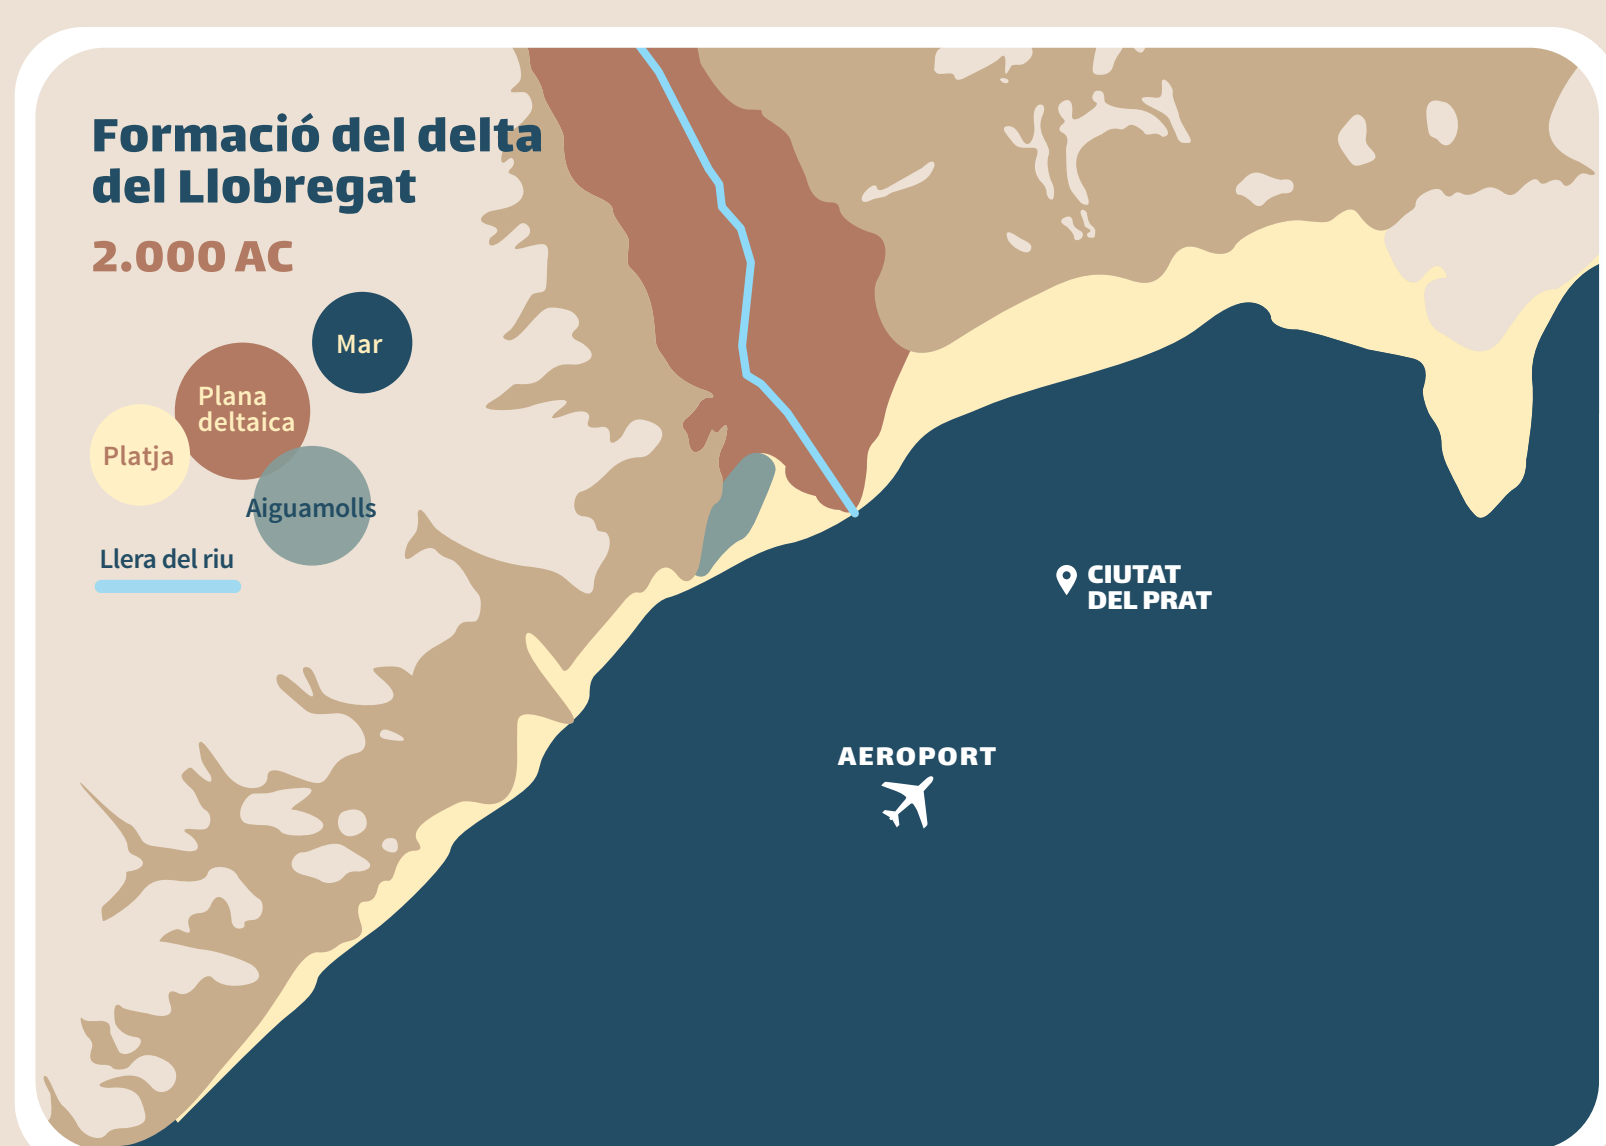 Formació del delta
del Llobregat
2.000 AC
Mar
Plana
deltaica
Platja
Aiguamolls
Llera del riu
CIUTAT
DEL PRAT
AEROPORT